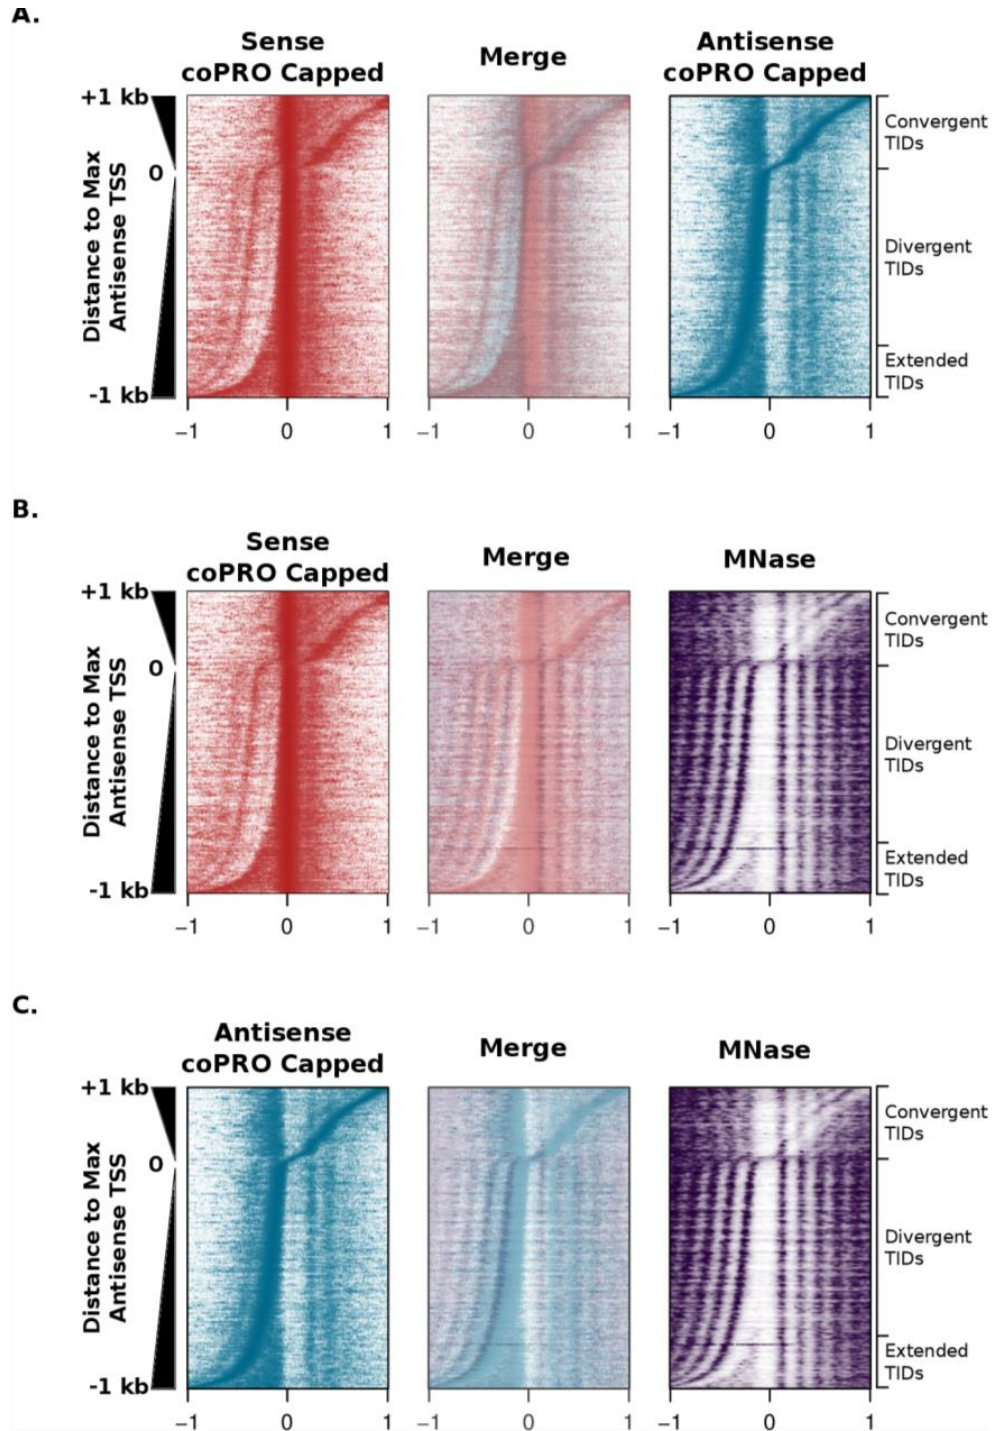 A.
Sense
coPRO Capped
Merge
Antisense
coPRO Capped
+1 kb
0
-1 kb
Distance to Max
Antisense TSS
Convergent
TIDs
Divergent
TIDs
Extended
TIDs
−1 0 1
−1 0 1
−1 0 1
B.
Sense
coPRO Capped
Merge
MNase
+1 kb
0
-1 kb
Distance to Max
Antisense TSS
Convergent
TIDs
Divergent
TIDs
Extended
TIDs
−1 0 1
−1 0 1
−1 0 1
C.
Antisense
coPRO Capped
Merge
MNase
+1 kb
0
-1 kb
Distance to Max
Antisense TSS
Convergent
TIDs
Divergent
TIDs
Extended
TIDs
−1 0 1
−1 0 1
−1 0 1